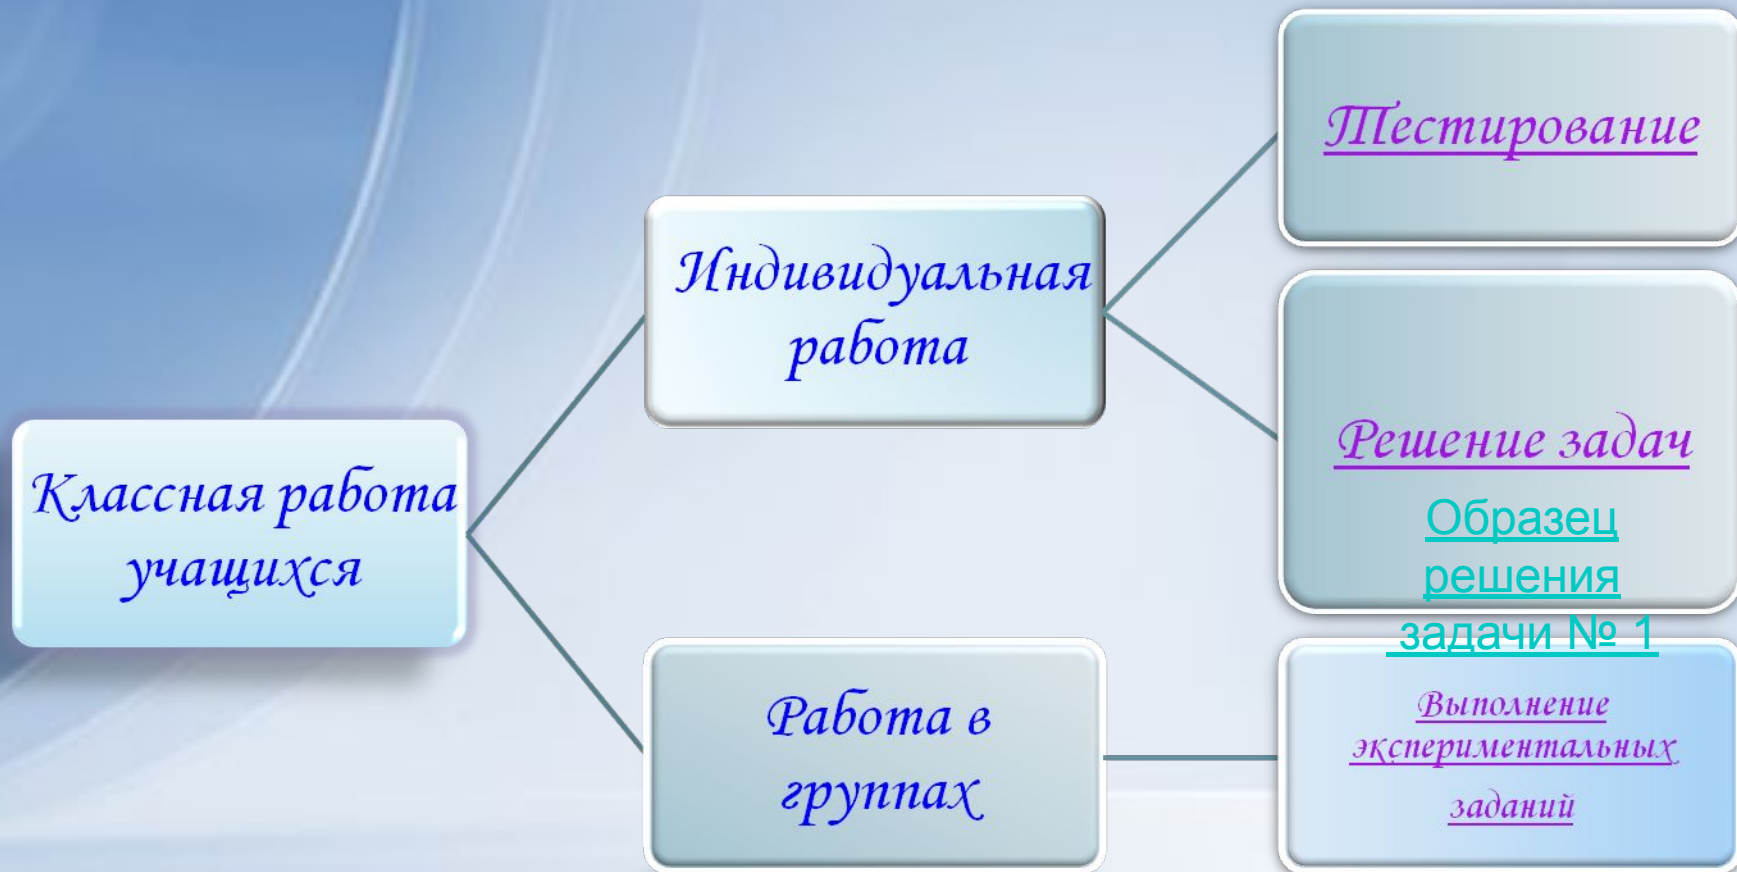 Классная работа
учащихся
Индивидуальная
работа
Тестирование
Решение задач
Образец
решения
задачи № 1
Работа в
группах
Выполнение
экспериментальных
заданий